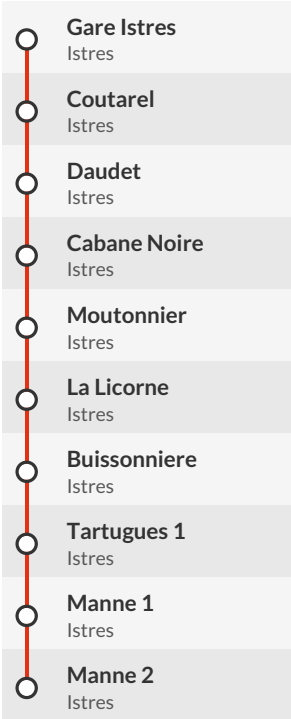 Gare Istres
Istres
Coutarel
Istres
Daudet
Istres
Cabane Noire
Istres
Moutonnier
Istres
La Licorne
Istres
Buissonniere
Istres
Tartugues 1
Istres
Manne 1
Istres
Manne 2
Istres